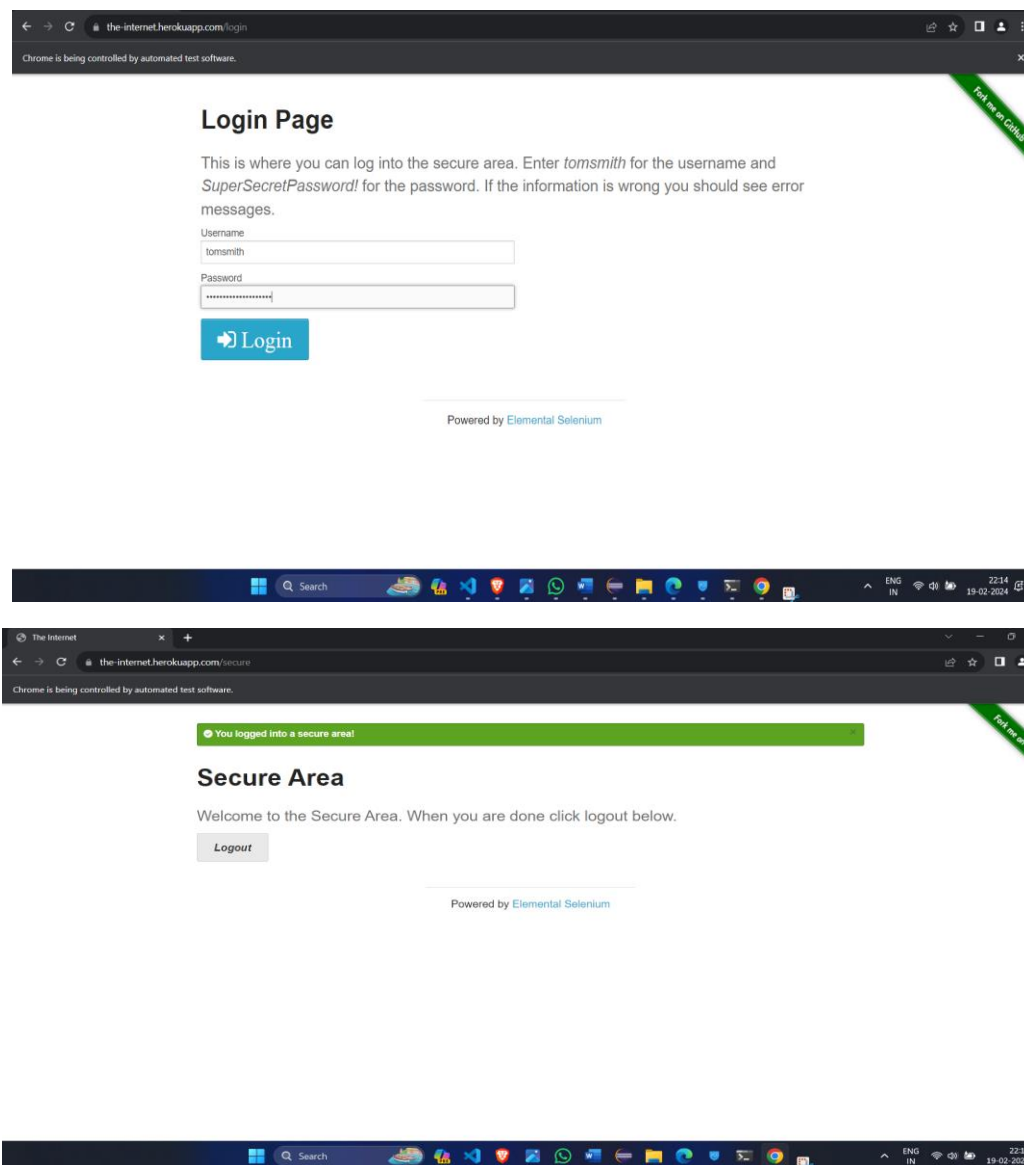 the-internet.herokuapp.com/login
Chrome is being controlled by automated test software.
Fork me on GitHub
Login Page
This is where you can log into the secure area. Enter tomsmith for the username and
SuperSecretPassword! for the password. If the information is wrong you should see error
messages.
Username
tomsmith
Password
Login
Powered by Elemental Selenium
Search
ENG
IN
22:14
19-02-2024
The Internet
the-internet.herokuapp.com/secure
Chrome is being controlled by automated test software.
Fork me on
You logged into a secure area!
Secure Area
Welcome to the Secure Area. When you are done click logout below.
Logout
Powered by Elemental Selenium
Search
ENG
IN